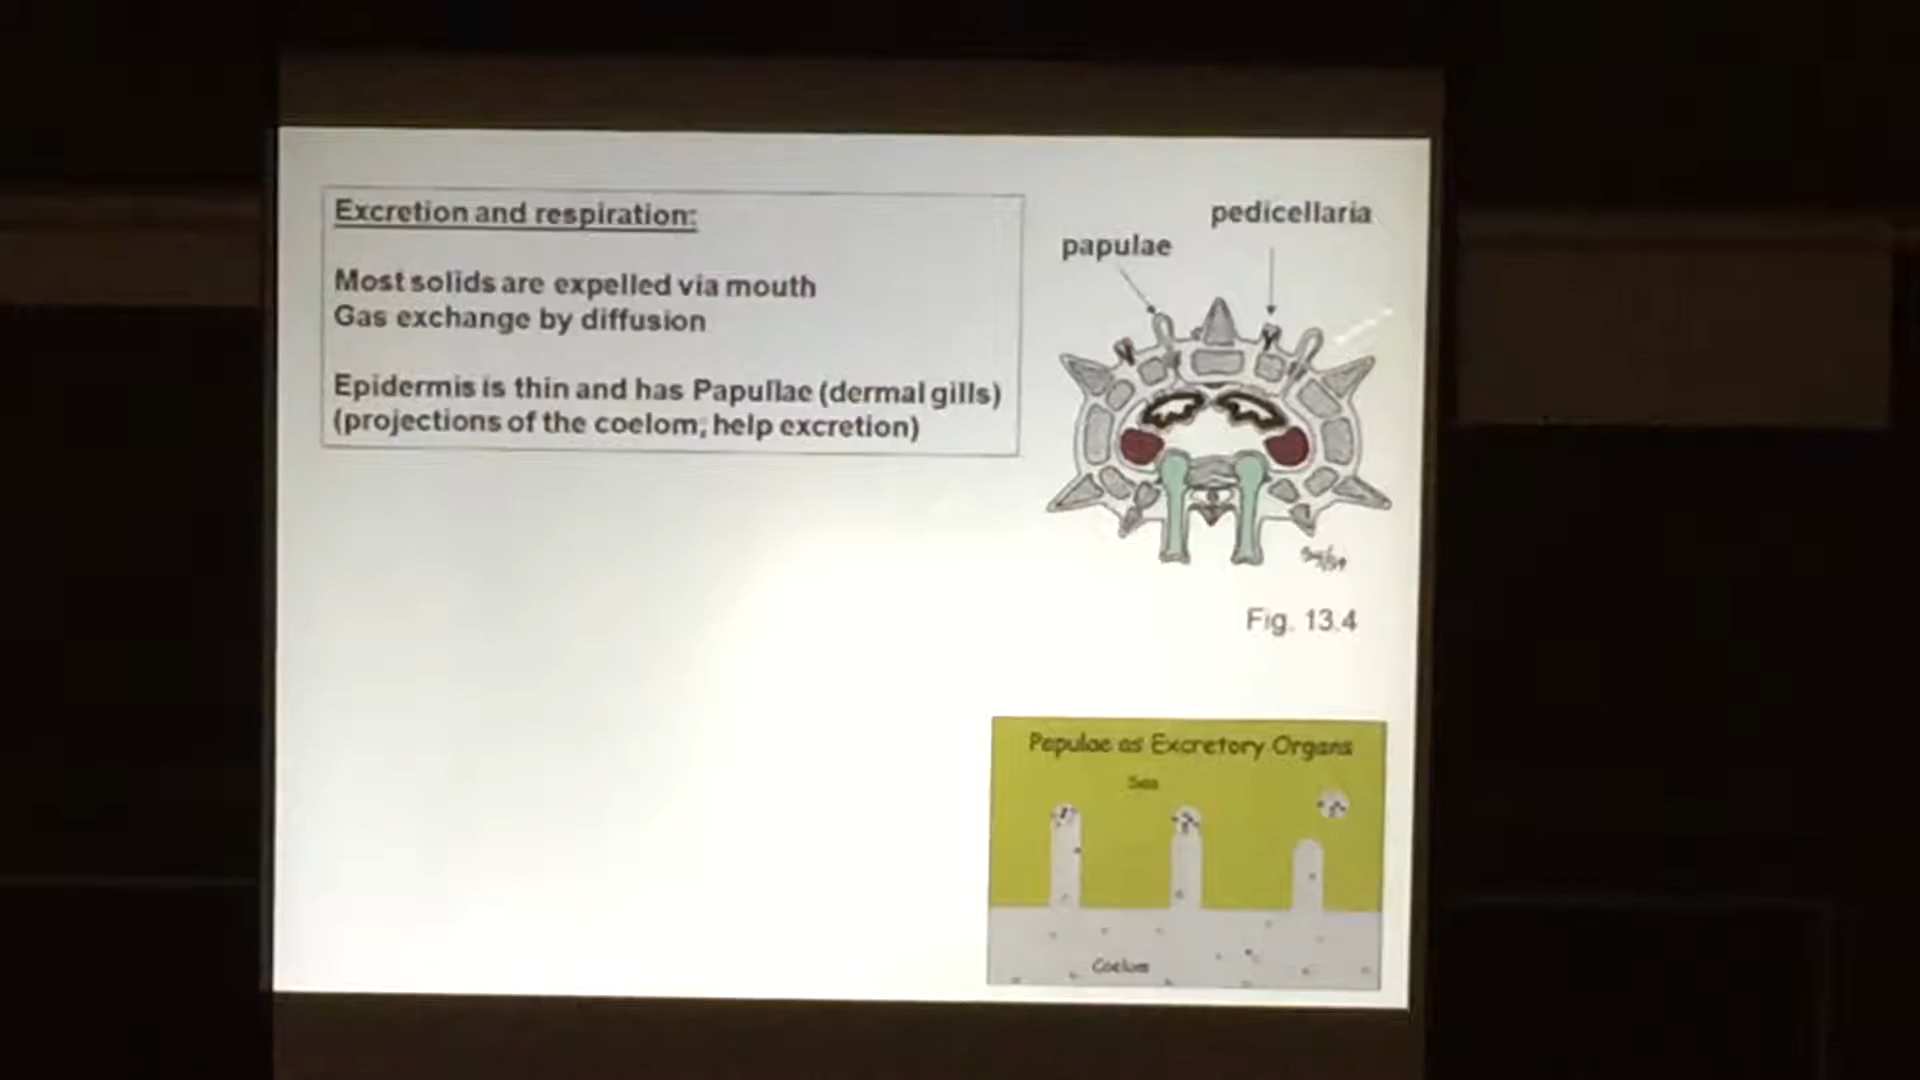 Excretion and respiration:
Most solids are expelled via mouth
Gas exchange by diffusion
Epidermis is thin and has Papullae (dermal gills)
(projections of the coelom, help excretion)
pedicellaria
papulae
Fig. 13.4
Papulae as Excretory Organs
Sea
Coelom